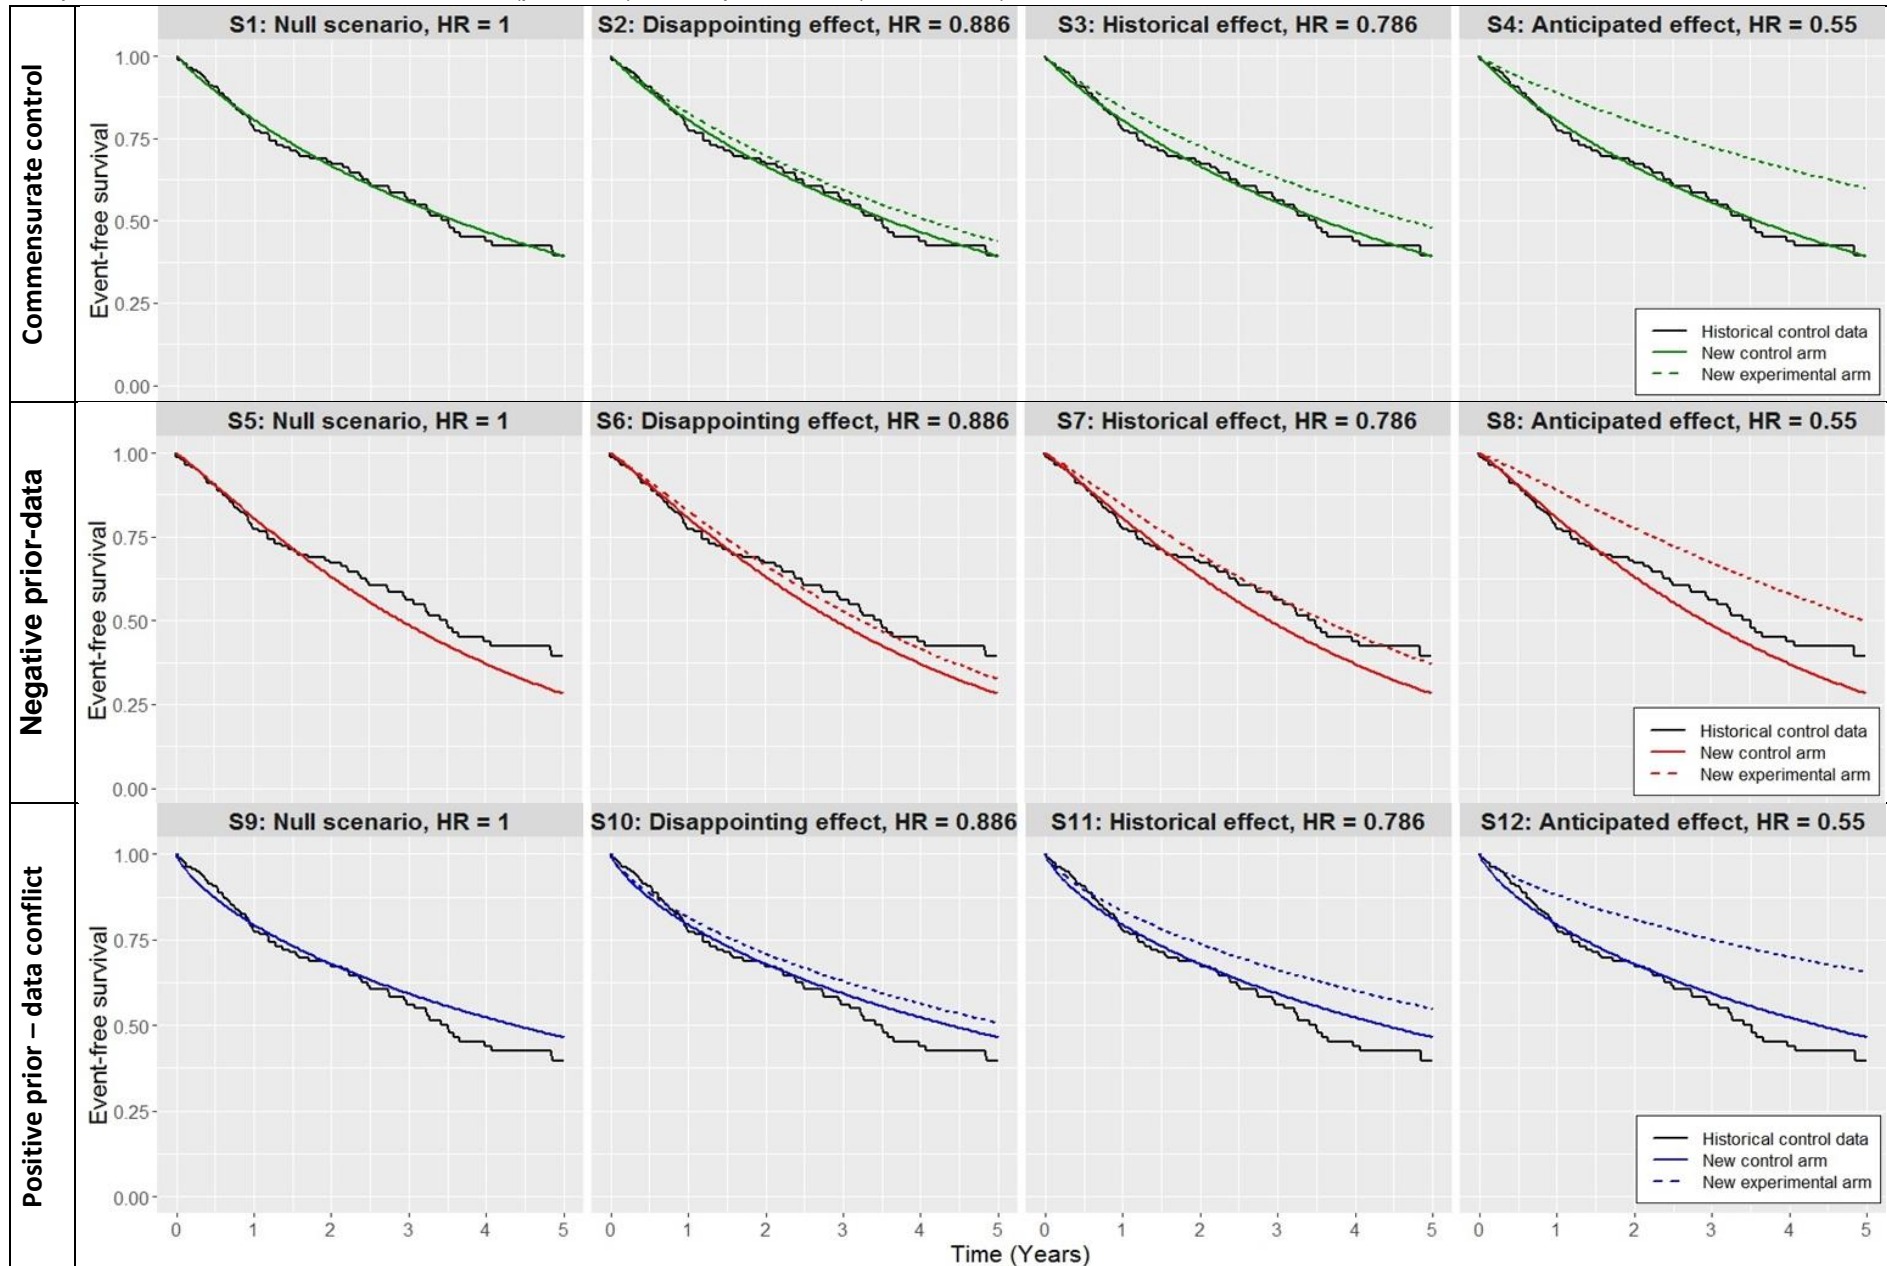 Commensurate control
S1: Null scenario, HR = 1
S2: Disappointing effect, HR = 0.886
S3: Historical effect, HR = 0.786
S4: Anticipated effect, HR = 0.55
Event-free survival
1.00
0.75
0.50
0.25
0.00
Historical control data
New control arm
New experimental arm
Negative prior-data
S5: Null scenario, HR = 1
S6: Disappointing effect, HR = 0.886
S7: Historical effect, HR = 0.786
S8: Anticipated effect, HR = 0.55
Event-free survival
1.00
0.75
0.50
0.25
0.00
Historical control data
New control arm
New experimental arm
Positive prior – data conflict
S9: Null scenario, HR = 1
S10: Disappointing effect, HR = 0.886
S11: Historical effect, HR = 0.786
S12: Anticipated effect, HR = 0.55
Event-free survival
1.00
0.75
0.50
0.25
0.00
Historical control data
New control arm
New experimental arm
0 1 2 3 4 5 0 1 2 3 4 5 0 1 2 3 4 5 0 1 2 3 4 5
Time (Years)